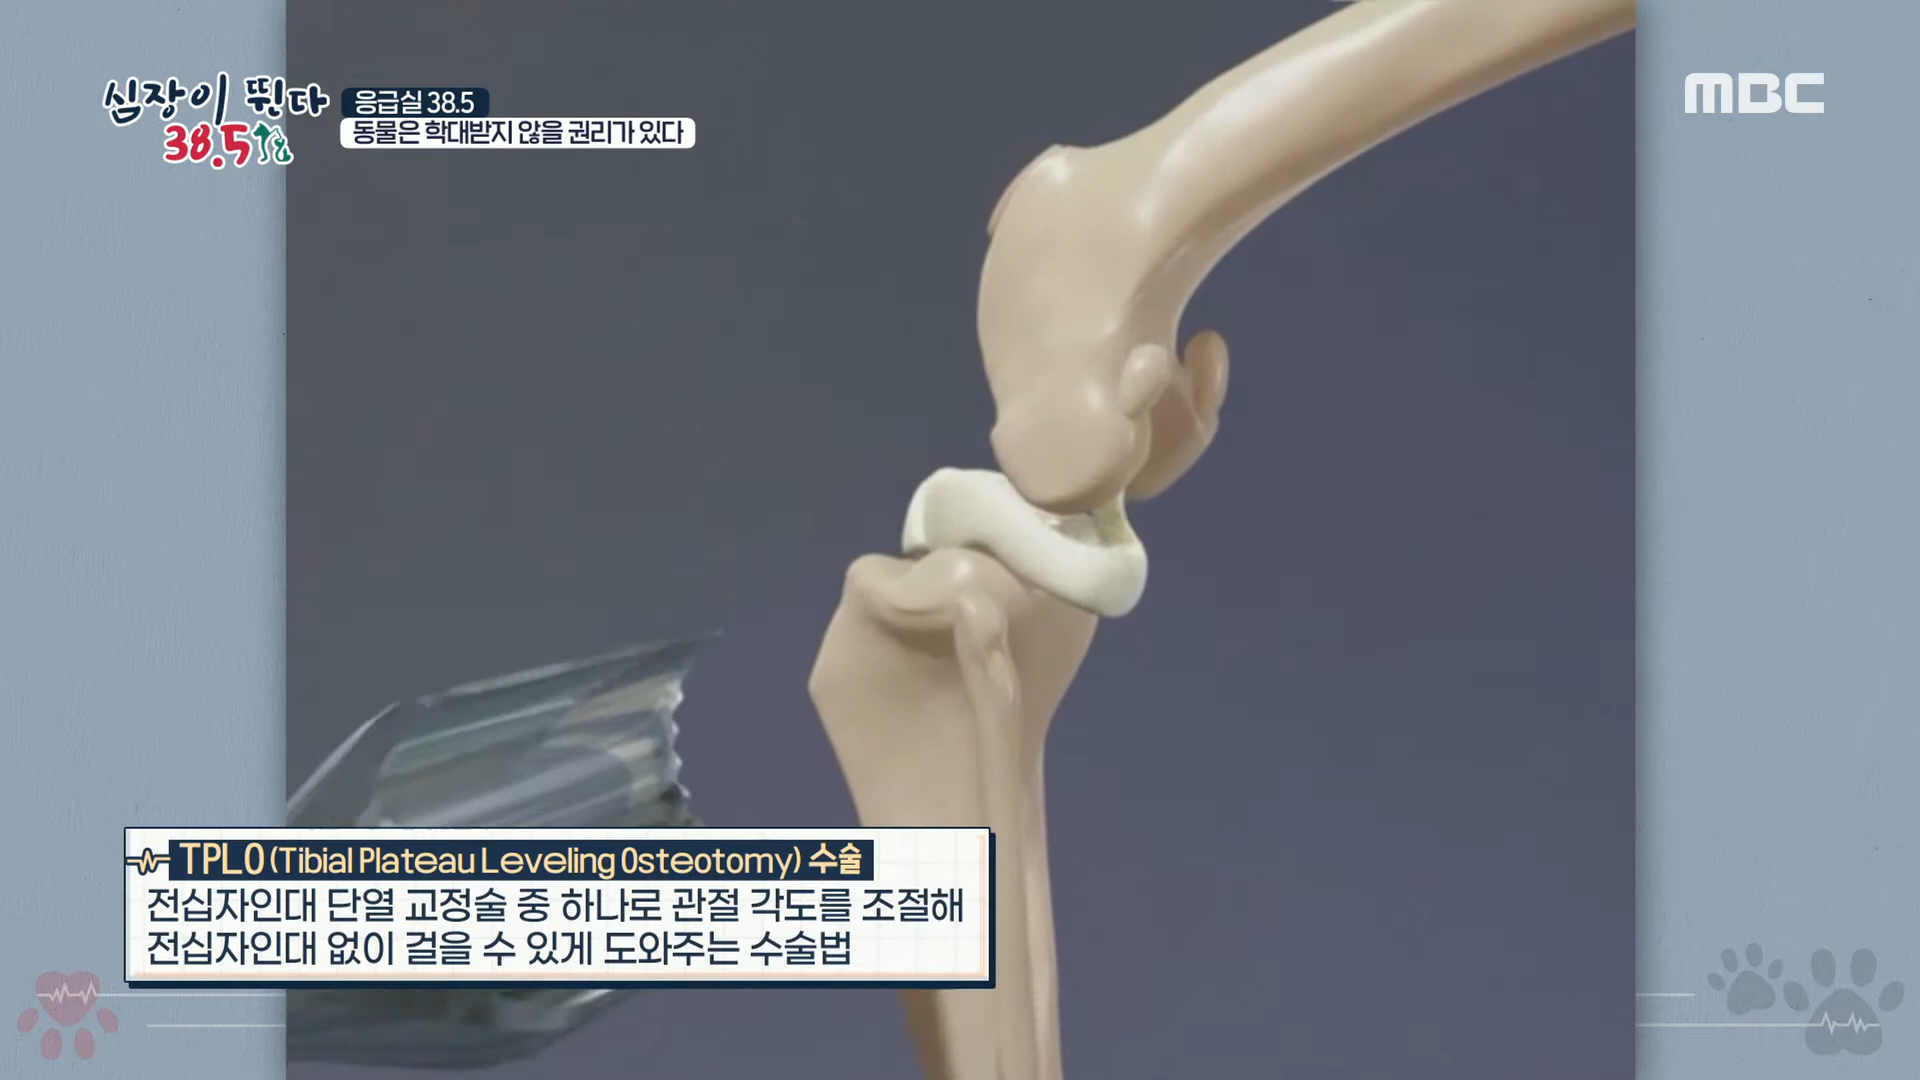 심장이 뛴다
38.5
응급실 38.5
동물은 학대받지 않을 권리가 있다
MBC
TPLO (Tibial Plateau Leveling Osteotomy) 수술
전십자인대 단열 교정술 중 하나로 관절 각도를 조절해
전십자인대 없이 걸을 수 있게 도와주는 수술법